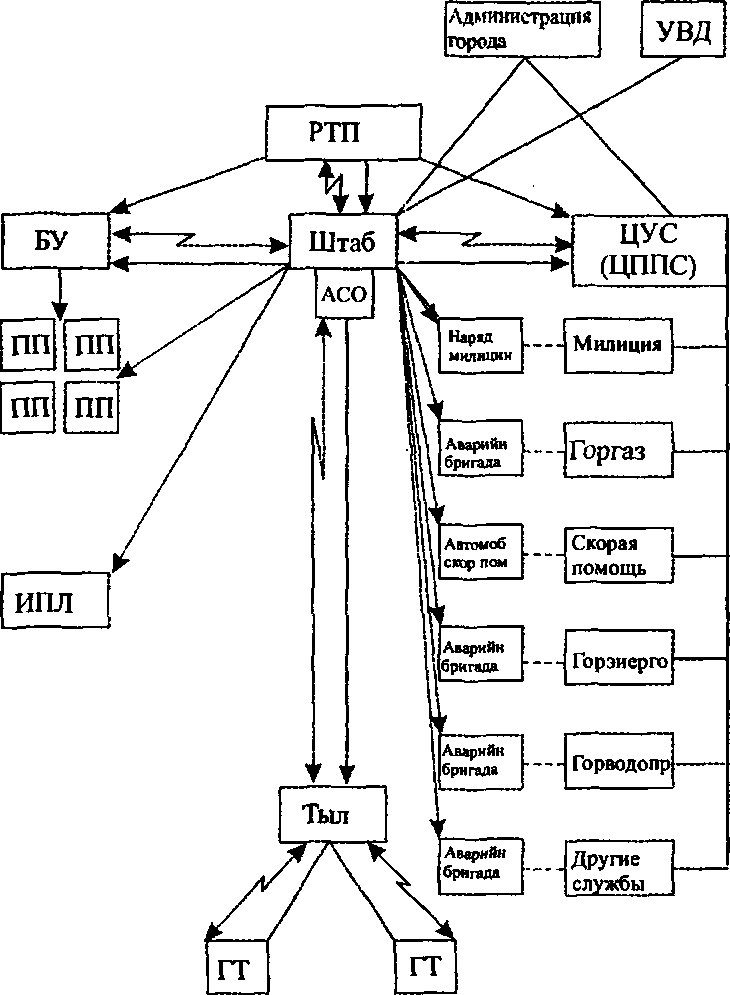 Администрация
города
УВД
РТП
БУ
Штаб
ЦУС
(ЦППС)
АСО
ПП ПП
ПП ПП
Наряд
милиции
Милиция
Аварийн
бригада
Горгаз
Автомоб
скор пом
Скорая
помощь
ИПЛ
Аварийн
бригада
Горэнерго
Аварийн
бригада
Горводопр
Тыл
Аварийн
бригада
Другие
службы
ГТ
ГТ